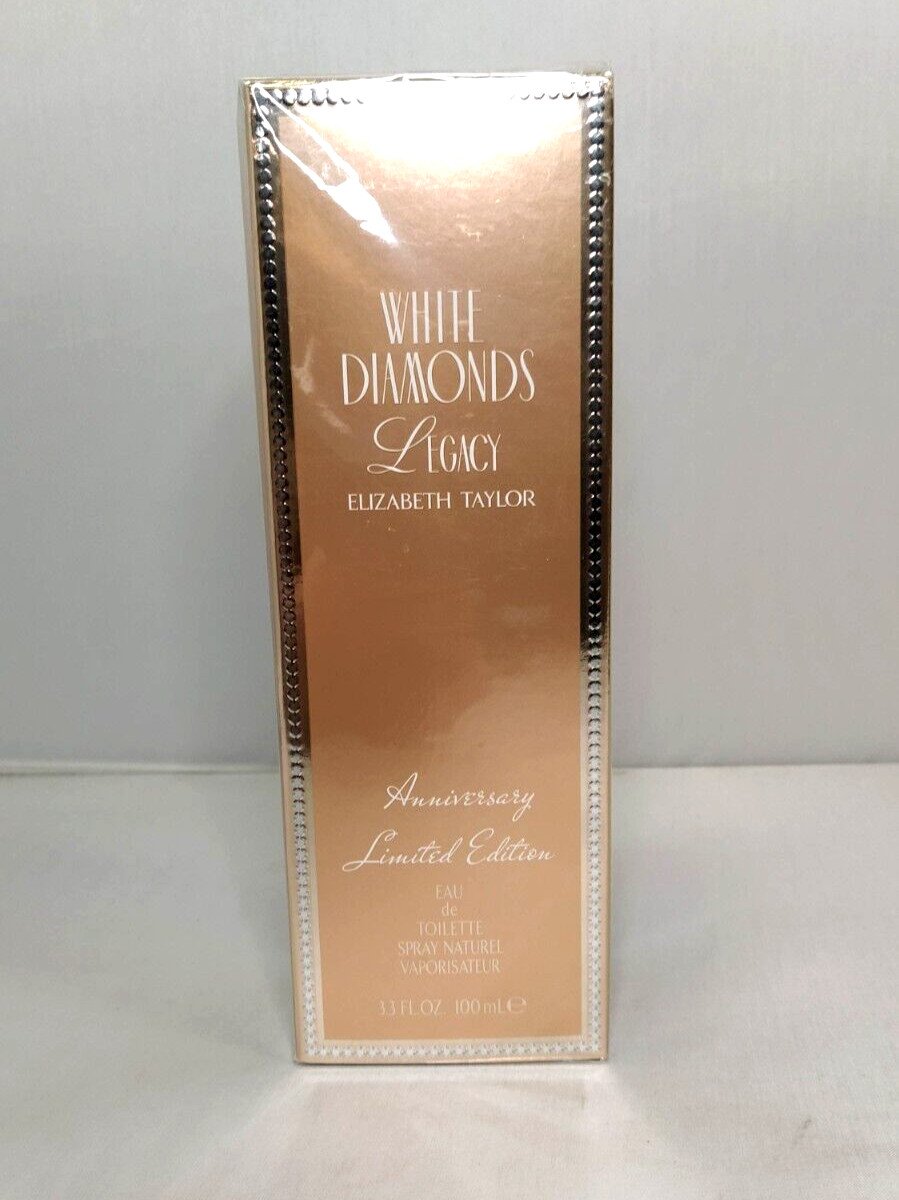 WHITE
DIAMONDS
LEGACY
ELIZABETH TAYLOR
Anniversary
Limited Edition
EAU
de
TOILETTE
SPRAY NATUREL
VAPORISATEUR
3.3 FL.OZ. 100 mL ℮